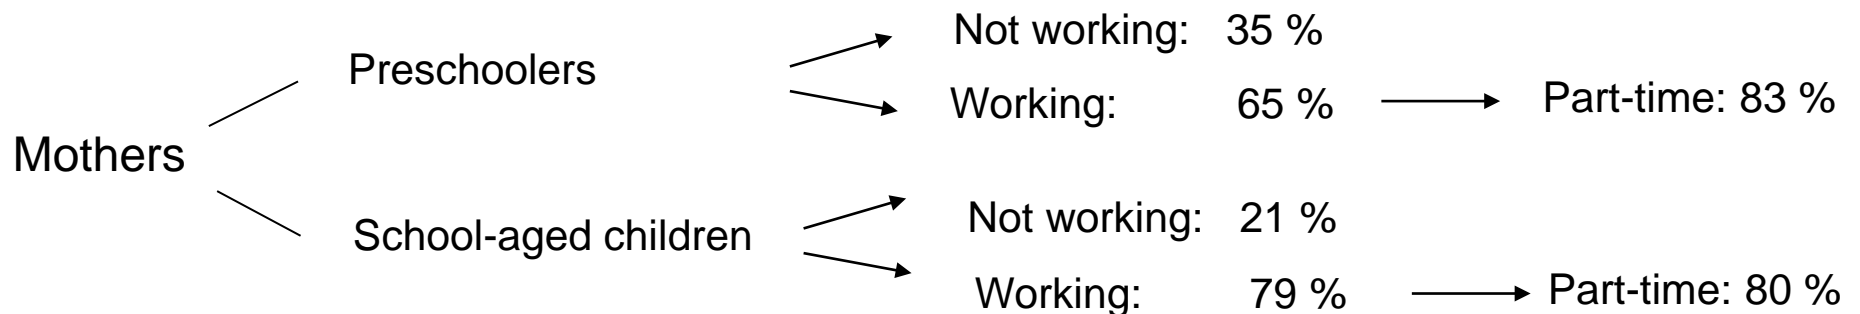 Mothers
Preschoolers
Not working: 35 %
Working: 65 %
Part-time: 83 %
School-aged children
Not working: 21 %
Working: 79 %
Part-time: 80 %